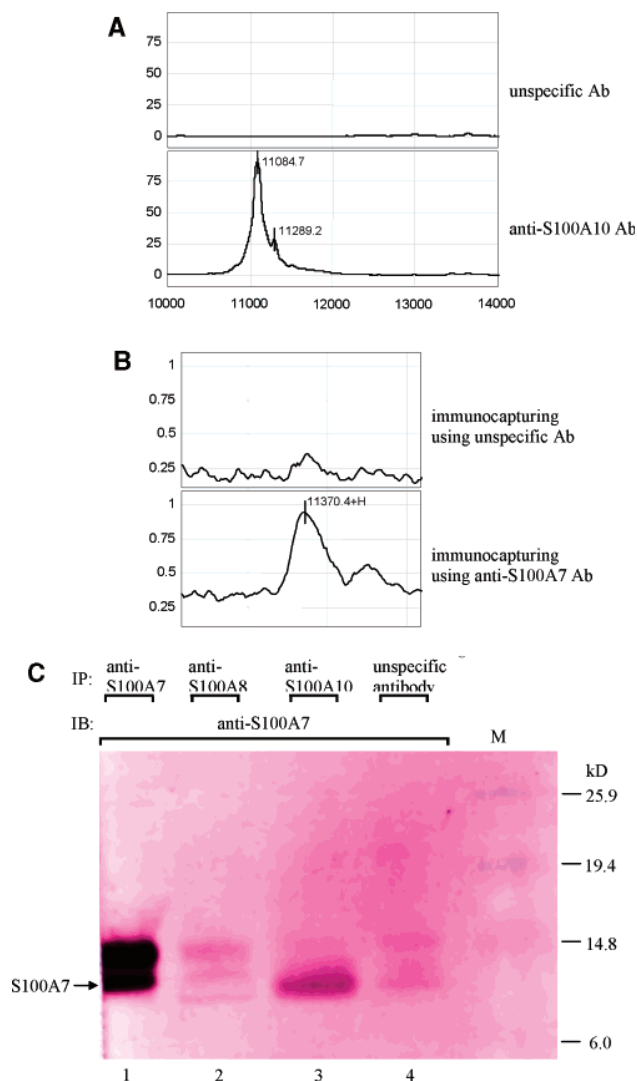 A
75
50
25
0
unspecific Ab
11084.7
75
11289.2
50
anti-S100A10 Ab
25
0
10000 11000 12000 13000 14000
B
1
0.75
0.5
0.25
immunocapturing
using unspecific Ab
1
11370.4+H
0.75
0.5
0.25
immunocapturing
using anti-S100A7 Ab
C
IP: anti-S100A7 anti-S100A8 anti-S100A10 unspecific antibody
IB: anti-S100A7 M
kD
25.9
19.4
14.8
S100A7
6.0
1 2 3 4